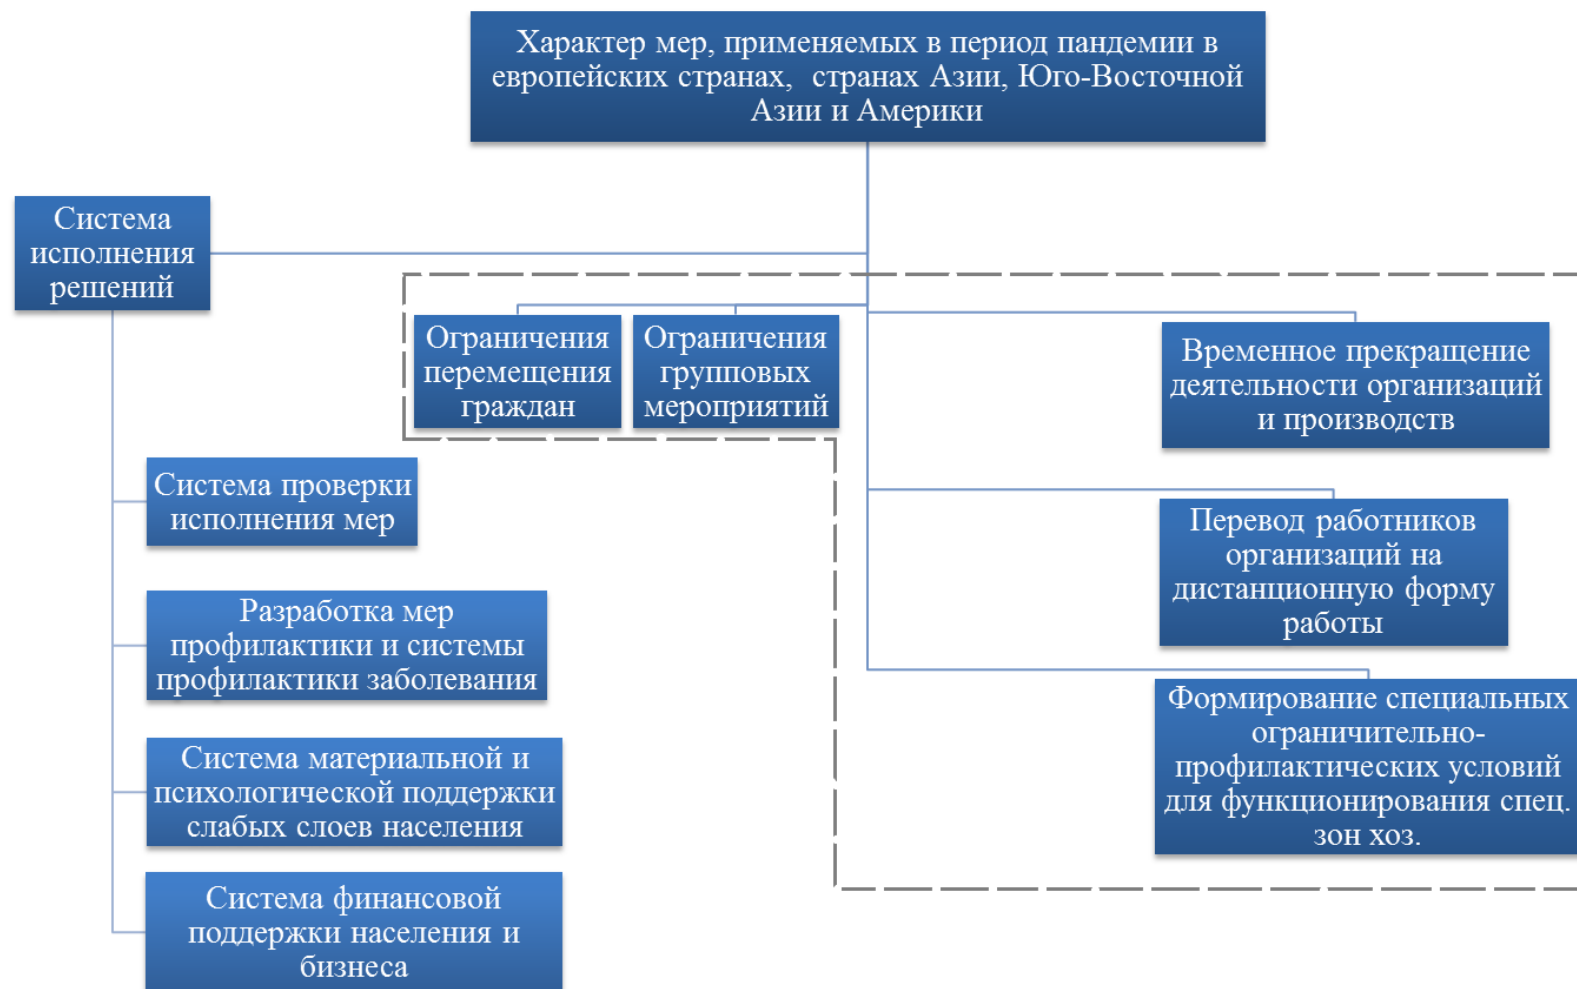 Характер мер, применяемых в период пандемии в
европейских странах, странах Азии, Юго-Восточной
Азии и Америки
Система
исполнения
решений
Ограничения
перемещения
граждан
Ограничения
групповых
мероприятий
Временное прекращение
деятельности организаций
и производств
Система проверки
исполнения мер
Перевод работников
организаций на
дистанционную форму
работы
Разработка мер
профилактики и системы
профилактики заболевания
Формирование специальных
ограничительно-
профилактических условий
для функционирования спец.
зон хоз.
Система материальной и
психологической поддержки
слабых слоев населения
Система финансовой
поддержки населения и
бизнеса